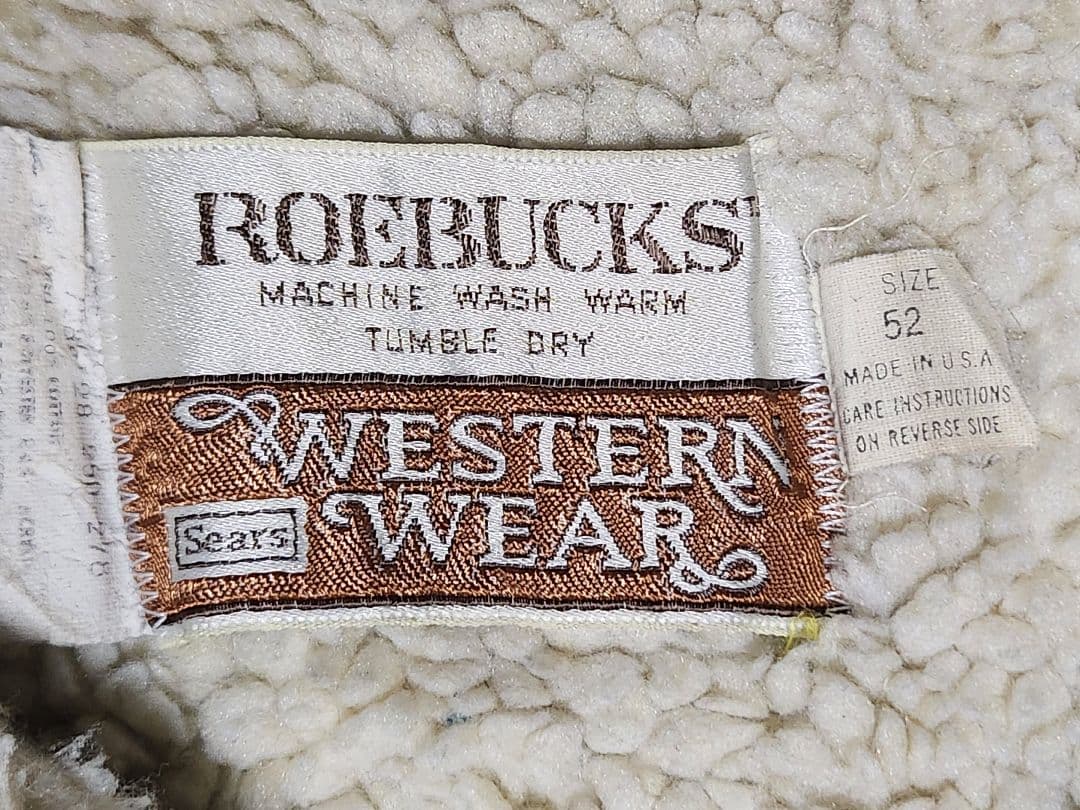 ROEBUCKS
MACHINE WASH WARM
TUMBLE DRY
WESTERN
WEAR
Sears
SIZE
52
MADE IN U.S.A
CARE INSTRUCTIONS
ON REVERSE SIDE